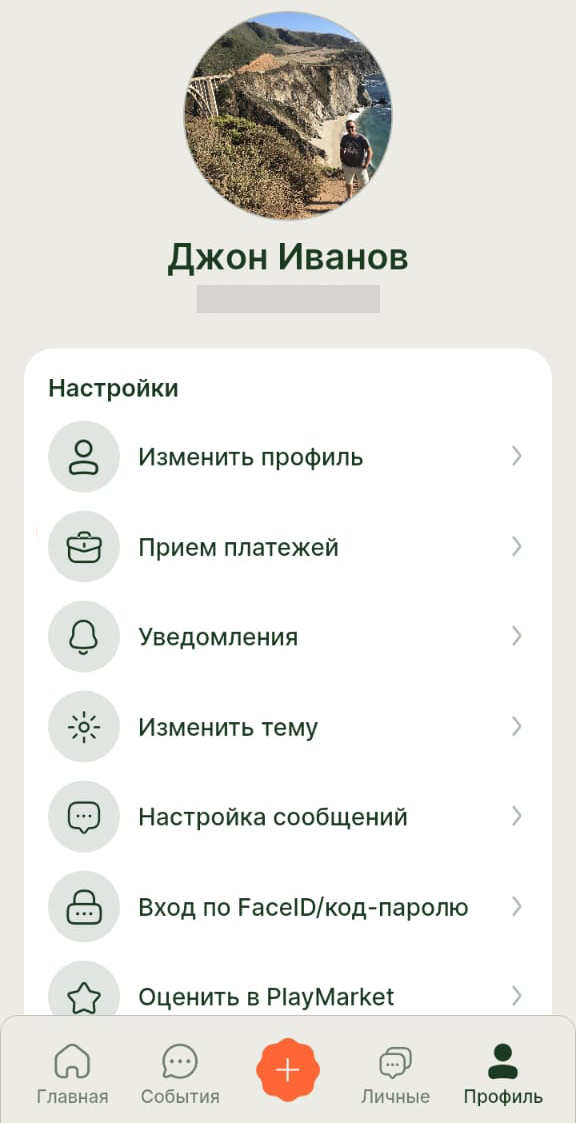 Джон Иванов
Настройки
Изменить профиль
Прием платежей
Уведомления
Изменить тему
Настройка сообщений
Вход по FaceID/код-паролю
Оценить в PlayMarket
Главная
События
Личные
Профиль